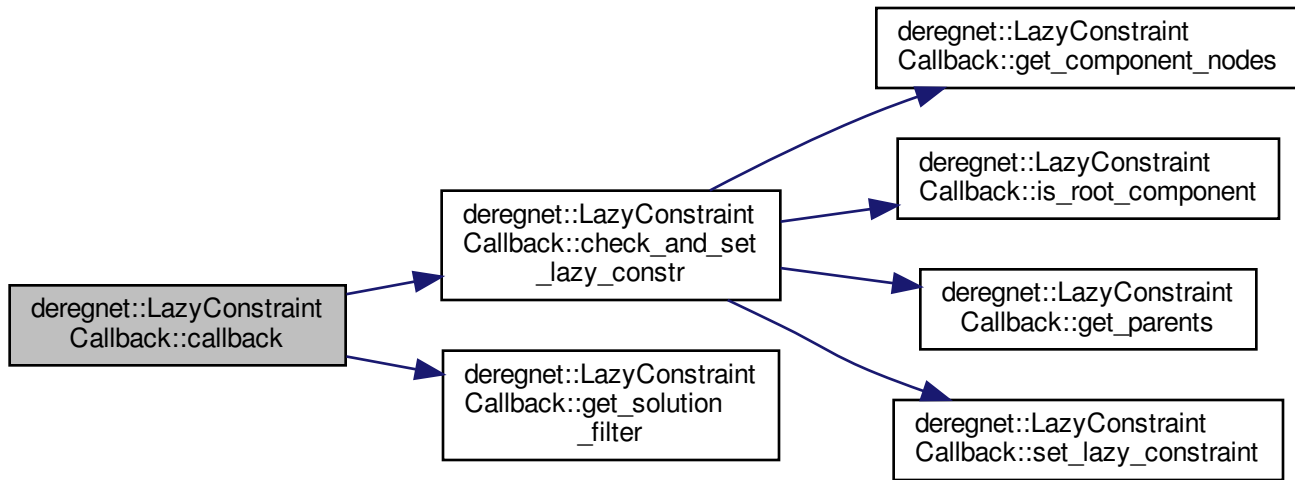 deregnet::LazyConstraint
Callback::get_component_nodes
deregnet::LazyConstraint
Callback::is_root_component
deregnet::LazyConstraint
Callback::check_and_set
_lazy_constr
deregnet::LazyConstraint
Callback::get_parents
deregnet::LazyConstraint
Callback::callback
deregnet::LazyConstraint
Callback::get_solution
_filter
deregnet::LazyConstraint
Callback::set_lazy_constraint